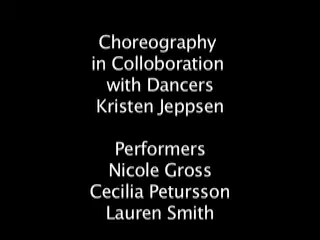 Choreography
in Colloboration
with Dancers
Kristen Jeppsen
Performers
Nicole Gross
Cecilia Petursson
Lauren Smith